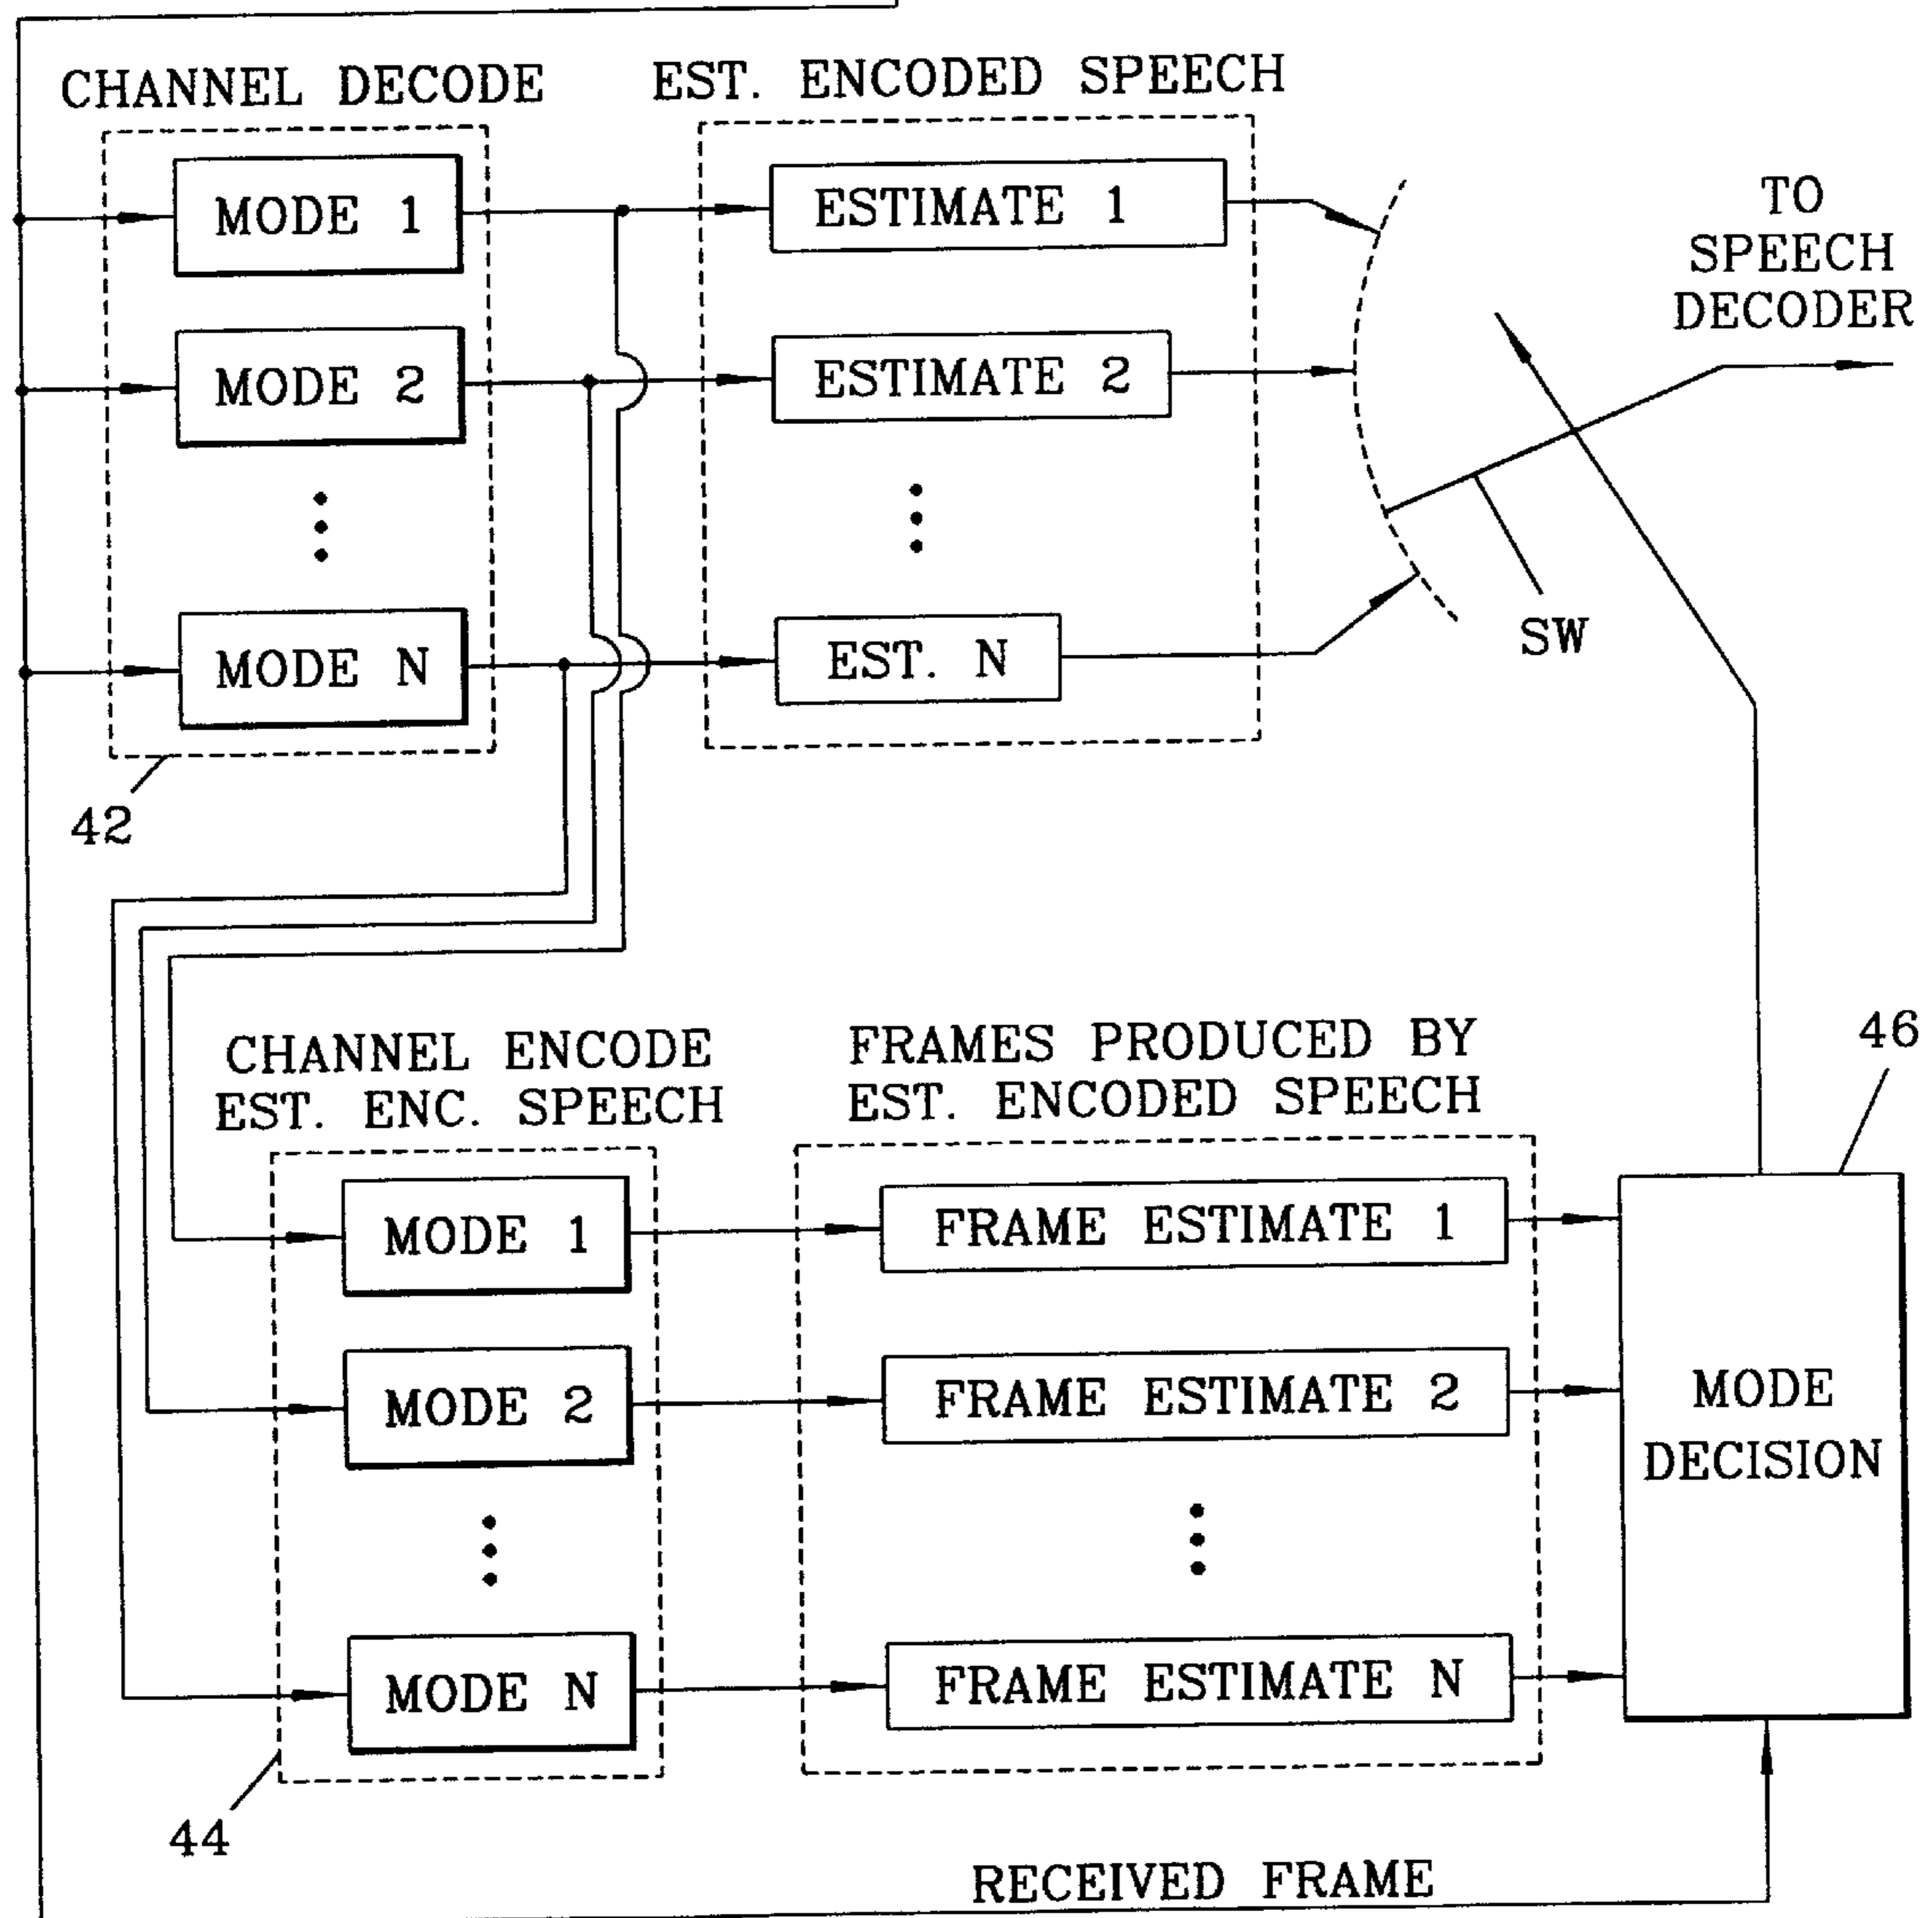 CHANNEL DECODE
EST. ENCODED SPEECH
MODE 1
ESTIMATE 1
TO
SPEECH
DECODER
MODE 2
ESTIMATE 2
SW
MODE N
EST. N
42
46
CHANNEL ENCODE
EST. ENC. SPEECH
FRAMES PRODUCED BY
EST. ENCODED SPEECH
MODE 1
FRAME ESTIMATE 1
MODE 2
FRAME ESTIMATE 2
MODE
DECISION
MODE N
FRAME ESTIMATE N
44
RECEIVED FRAME